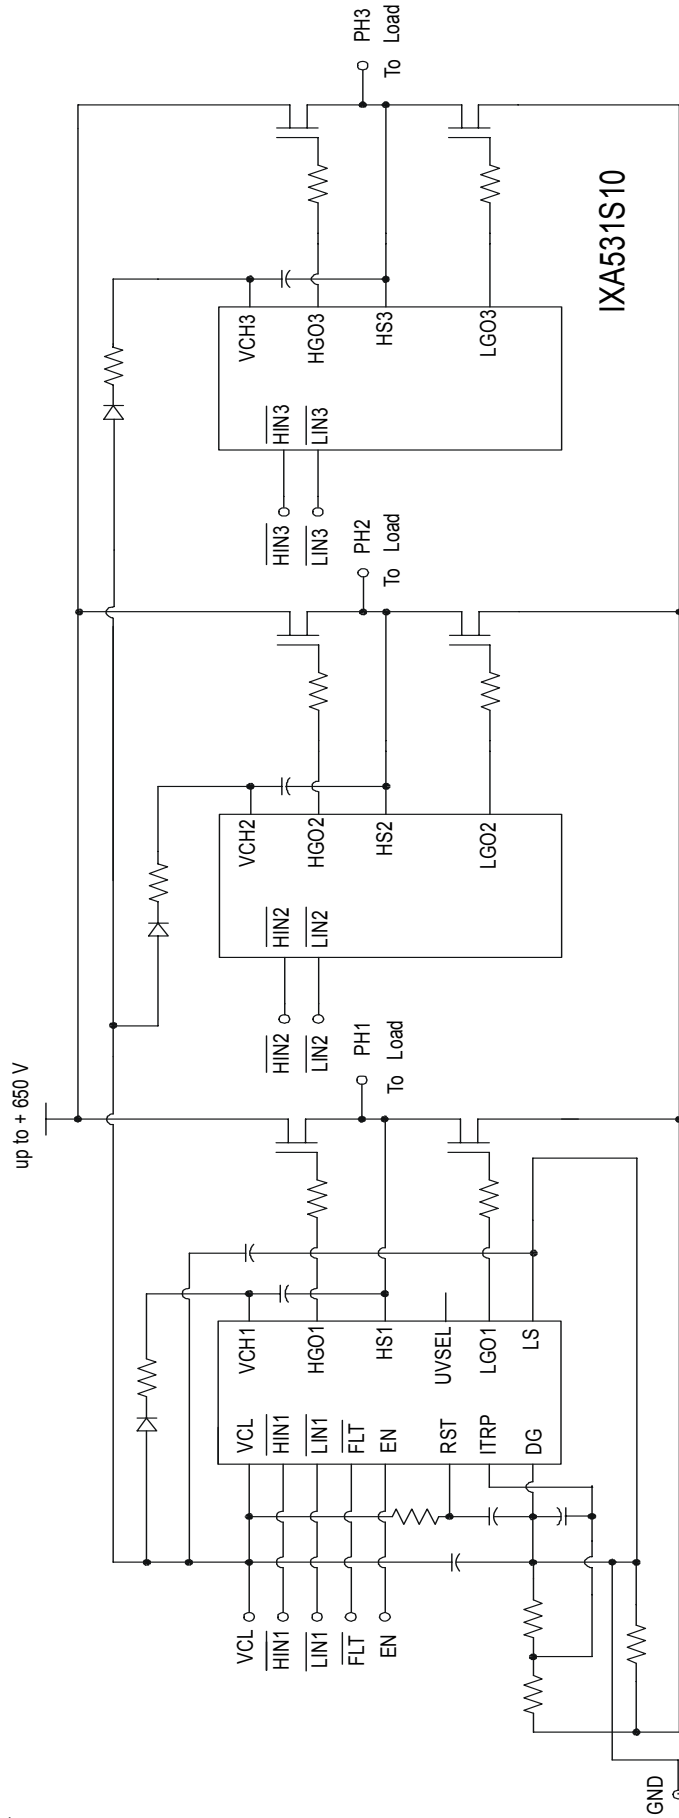 up to + 650 V
VCL
HIN1
LIN1
FLT
EN
VCL
HIN1
LIN1
FLT
EN
RST
ITRP
DG
VCH1
HGO1
HS1
UVSEL
LGO1
LS
PH1
To Load
GND
HIN2
LIN2
HIN2
LIN2
VCH2
HGO2
HS2
LGO2
PH2
To Load
HIN3
LIN3
HIN3
LIN3
VCH3
HGO3
HS3
LGO3
PH3
To Load
IXA531S10